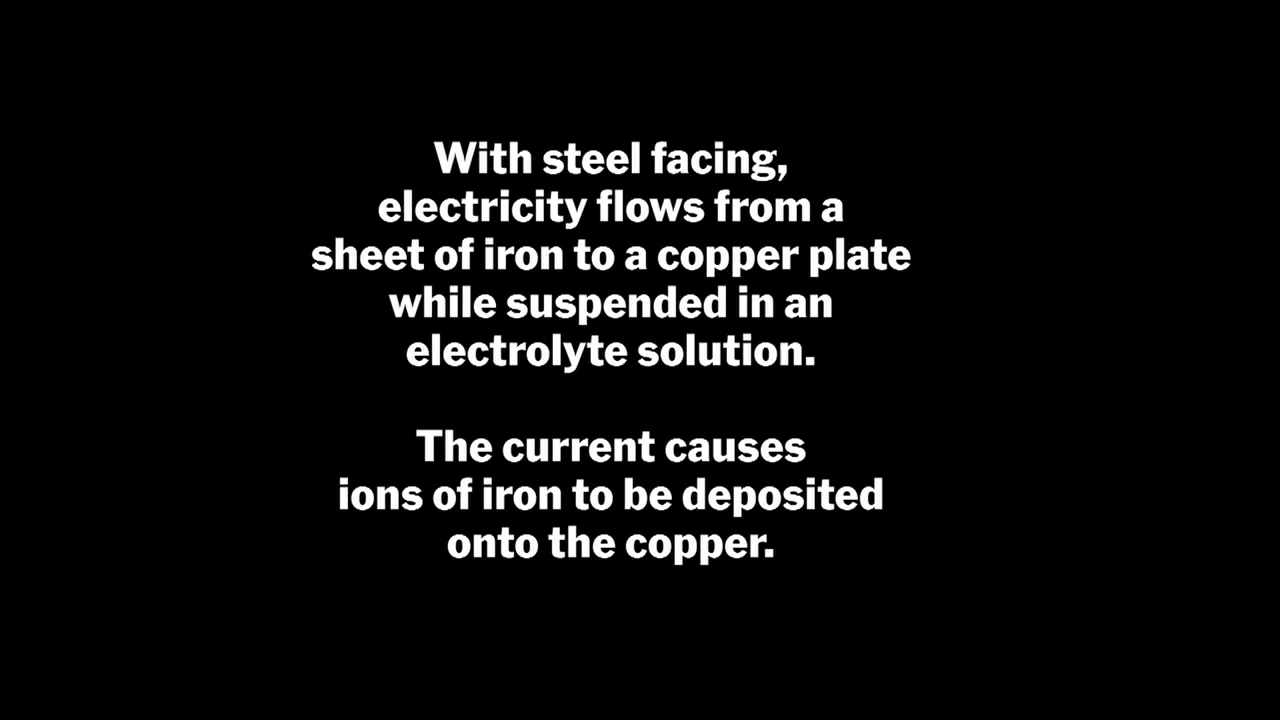 With steel facing,
electricity flows from a
sheet of iron to a copper plate
while suspended in an
electrolyte solution.
The current causes
ions of iron to be deposited
onto the copper.